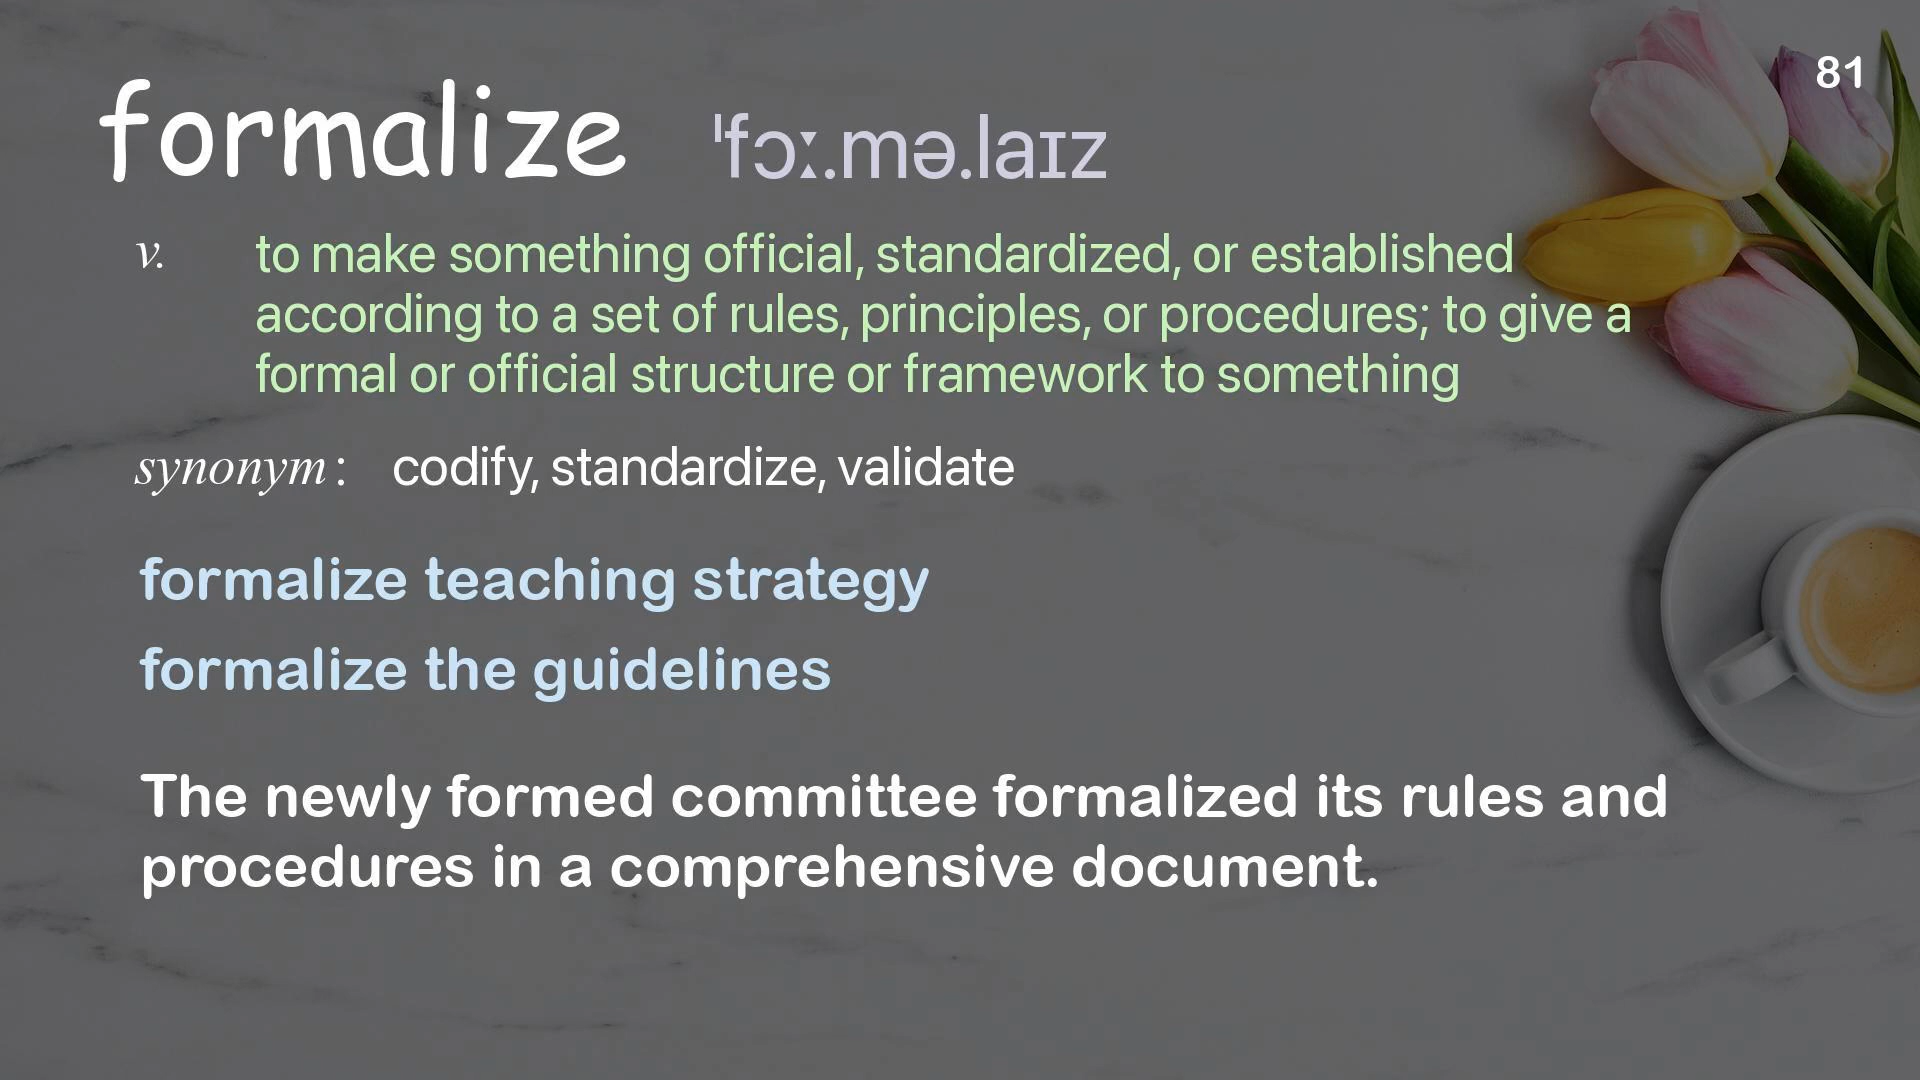 81
formalize ˈfɔː.mə.laɪz
v. to make something official, standardized, or established
according to a set of rules, principles, or procedures; to give a
formal or official structure or framework to something
synonym: codify, standardize, validate
formalize teaching strategy
formalize the guidelines
The newly formed committee formalized its rules and
procedures in a comprehensive document.